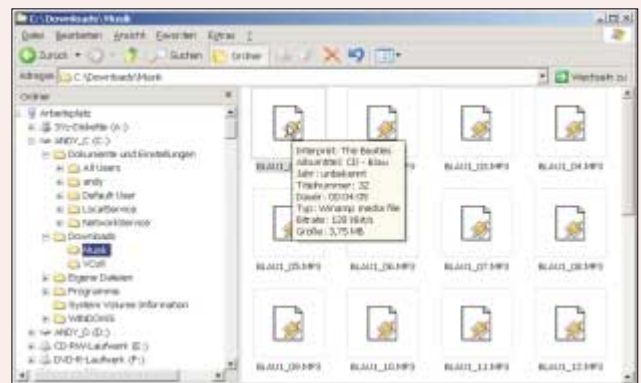 C:\Downloads\Musik
Datei Bearbeiten Ansicht Favoriten Extras ?
Zurück Suchen Ordner
Adresse C:\Downloads\Musik Wechseln zu
Ordner
Arbeitsplatz
3½-Diskette (A:)
ANDY_C (C:)
Dokumente und Einstellungen
All Users
andy
Default User
LocalService
NetworkService
Downloads
Musik
Eigene Dateien
Programme
System Volume Information
WINDOWS
ANDY_D (D:)
CD-RW-Laufwerk (E:)
DVD-R-Laufwerk (F:)
BLAU1_03.MP3 BLAU1_04.MP3
Interpret: The Beatles
Albumtitel: CD - Blau
Jahr: unbekannt
Titelnummer: 32
Dauer: 00:04:05
Typ: Winamp media file
Bitrate: 128 kBit/s
Größe: 3,75 MB
BLAU1_05.MP3 BLAU1_06.MP3 BLAU1_07.MP3 BLAU1_08.MP3
BLAU1_09.MP3 BLAU1_10.MP3 BLAU1_11.MP3 BLAU1_12.MP3